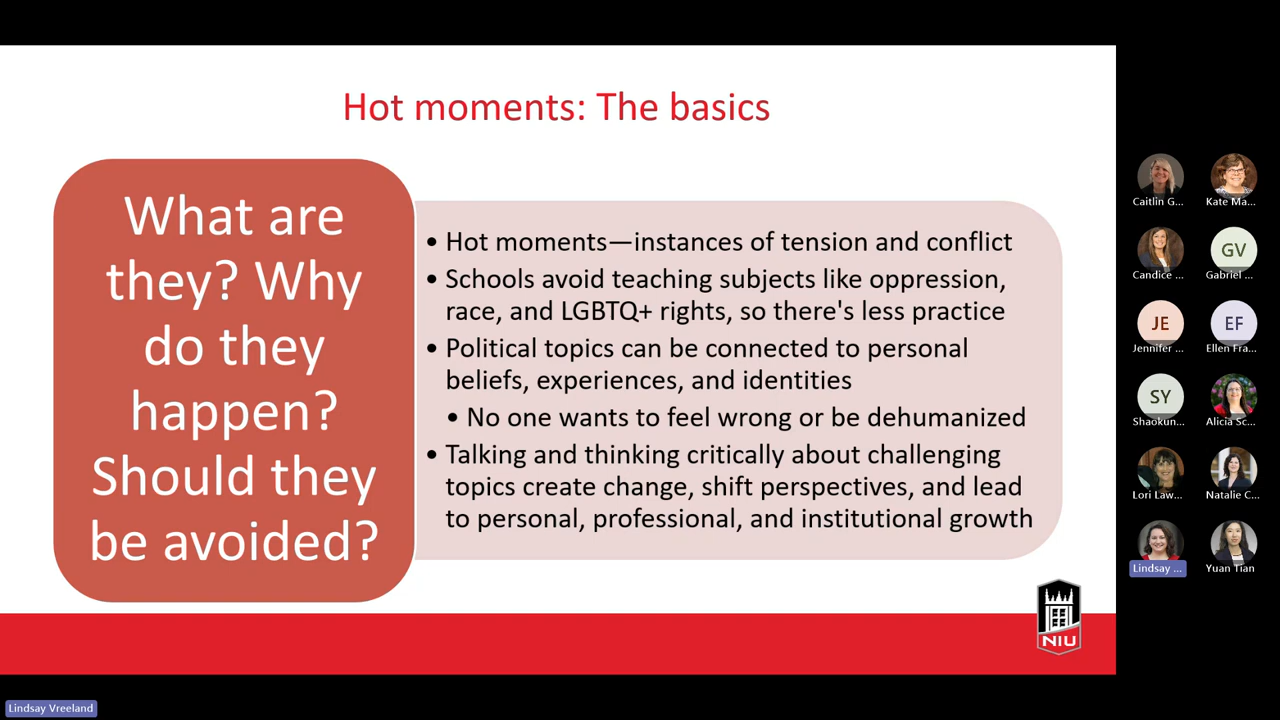 Hot moments: The basics
What are
they? Why
do they
happen?
Should they
be avoided?
• Hot moments—instances of tension and conflict
• Schools avoid teaching subjects like oppression,
race, and LGBTQ+ rights, so there's less practice
• Political topics can be connected to personal
beliefs, experiences, and identities
• No one wants to feel wrong or be dehumanized
• Talking and thinking critically about challenging
topics create change, shift perspectives, and lead
to personal, professional, and institutional growth
NIU
Caitlin G...
Kate Ma...
Candice ...
GV
Gabriel ...
JE
Jennifer ...
EF
Ellen Fra...
SY
Shaokun...
Alicia Sc...
Lori Law...
Natalie C...
Lindsay ...
Yuan Tian
Lindsay Vreeland